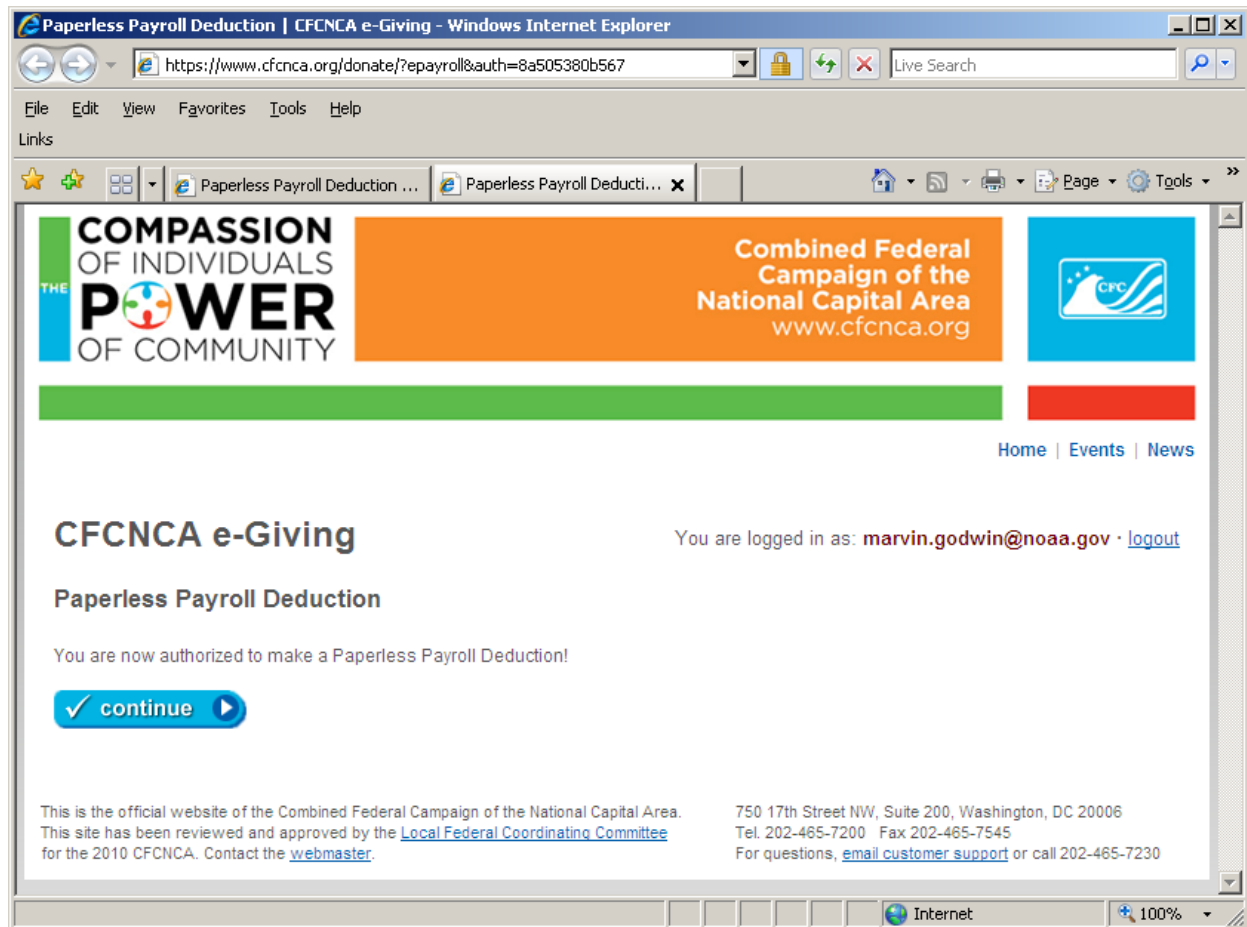 Paperless Payroll Deduction | CFCNCA e-Giving - Windows Internet Explorer
https://www.cfcnca.org/donate/?epayroll&auth=8a505380b567
Live Search
File Edit View Favorites Tools Help
Links
Paperless Payroll Deduction ...
Paperless Payroll Deducti...
Page
Tools
»
COMPASSION
OF INDIVIDUALS
THE
POWER
OF COMMUNITY
Combined Federal
Campaign of the
National Capital Area
www.cfcnca.org
CFC
Home | Events | News
CFCNCA e-Giving
You are logged in as: marvin.godwin@noaa.gov · logout
Paperless Payroll Deduction
You are now authorized to make a Paperless Payroll Deduction!
continue
This is the official website of the Combined Federal Campaign of the National Capital Area.
This site has been reviewed and approved by the Local Federal Coordinating Committee
for the 2010 CFCNCA. Contact the webmaster.
750 17th Street NW, Suite 200, Washington, DC 20006
Tel. 202-465-7200 Fax 202-465-7545
For questions, email customer support or call 202-465-7230
Internet
100%